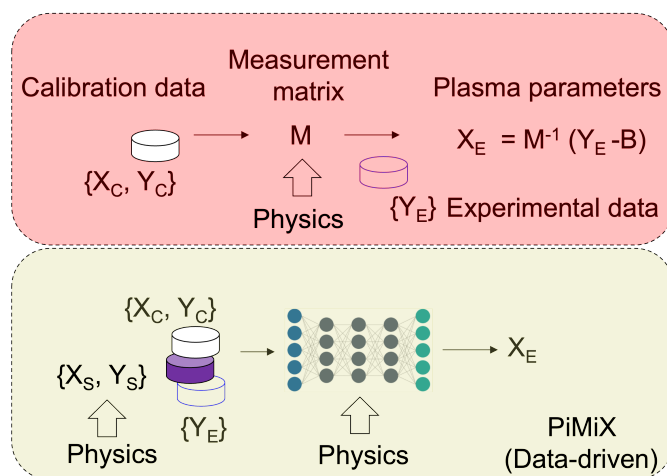 Calibration data
Measurement
matrix
Plasma parameters
M
X_E = M⁻¹ (Y_E -B)
{X_C, Y_C}
Physics
{Y_E} Experimental data
{X_C, Y_C}
{X_S, Y_S}
X_E
{Y_E}
Physics
Physics
PiMiX
(Data-driven)